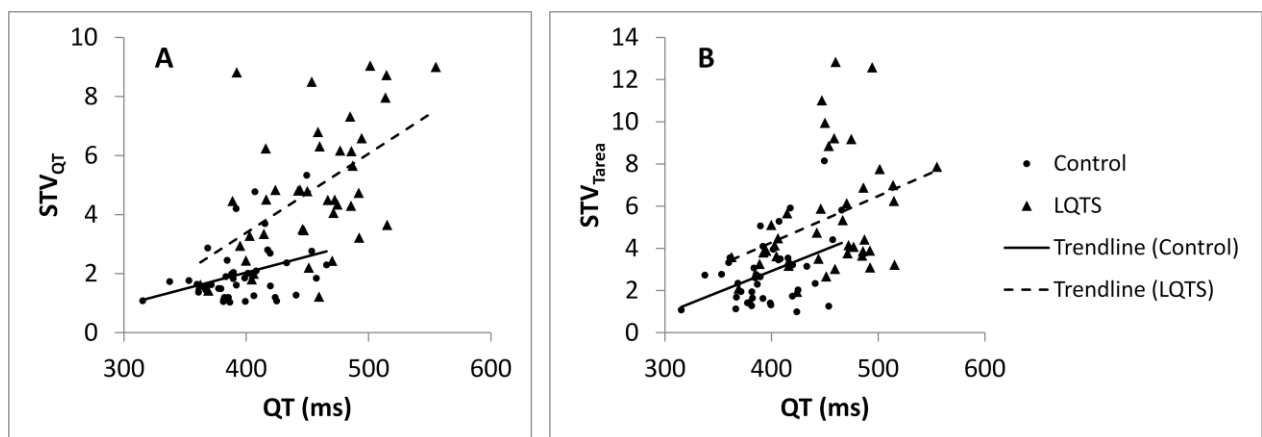 A
10
8
6
4
2
0
STV_QT
300 400 500 600
QT (ms)
B
14
12
10
8
6
4
2
0
STV_Tarea
300 400 500 600
QT (ms)
Control
LQTS
Trendline (Control)
Trendline (LQTS)